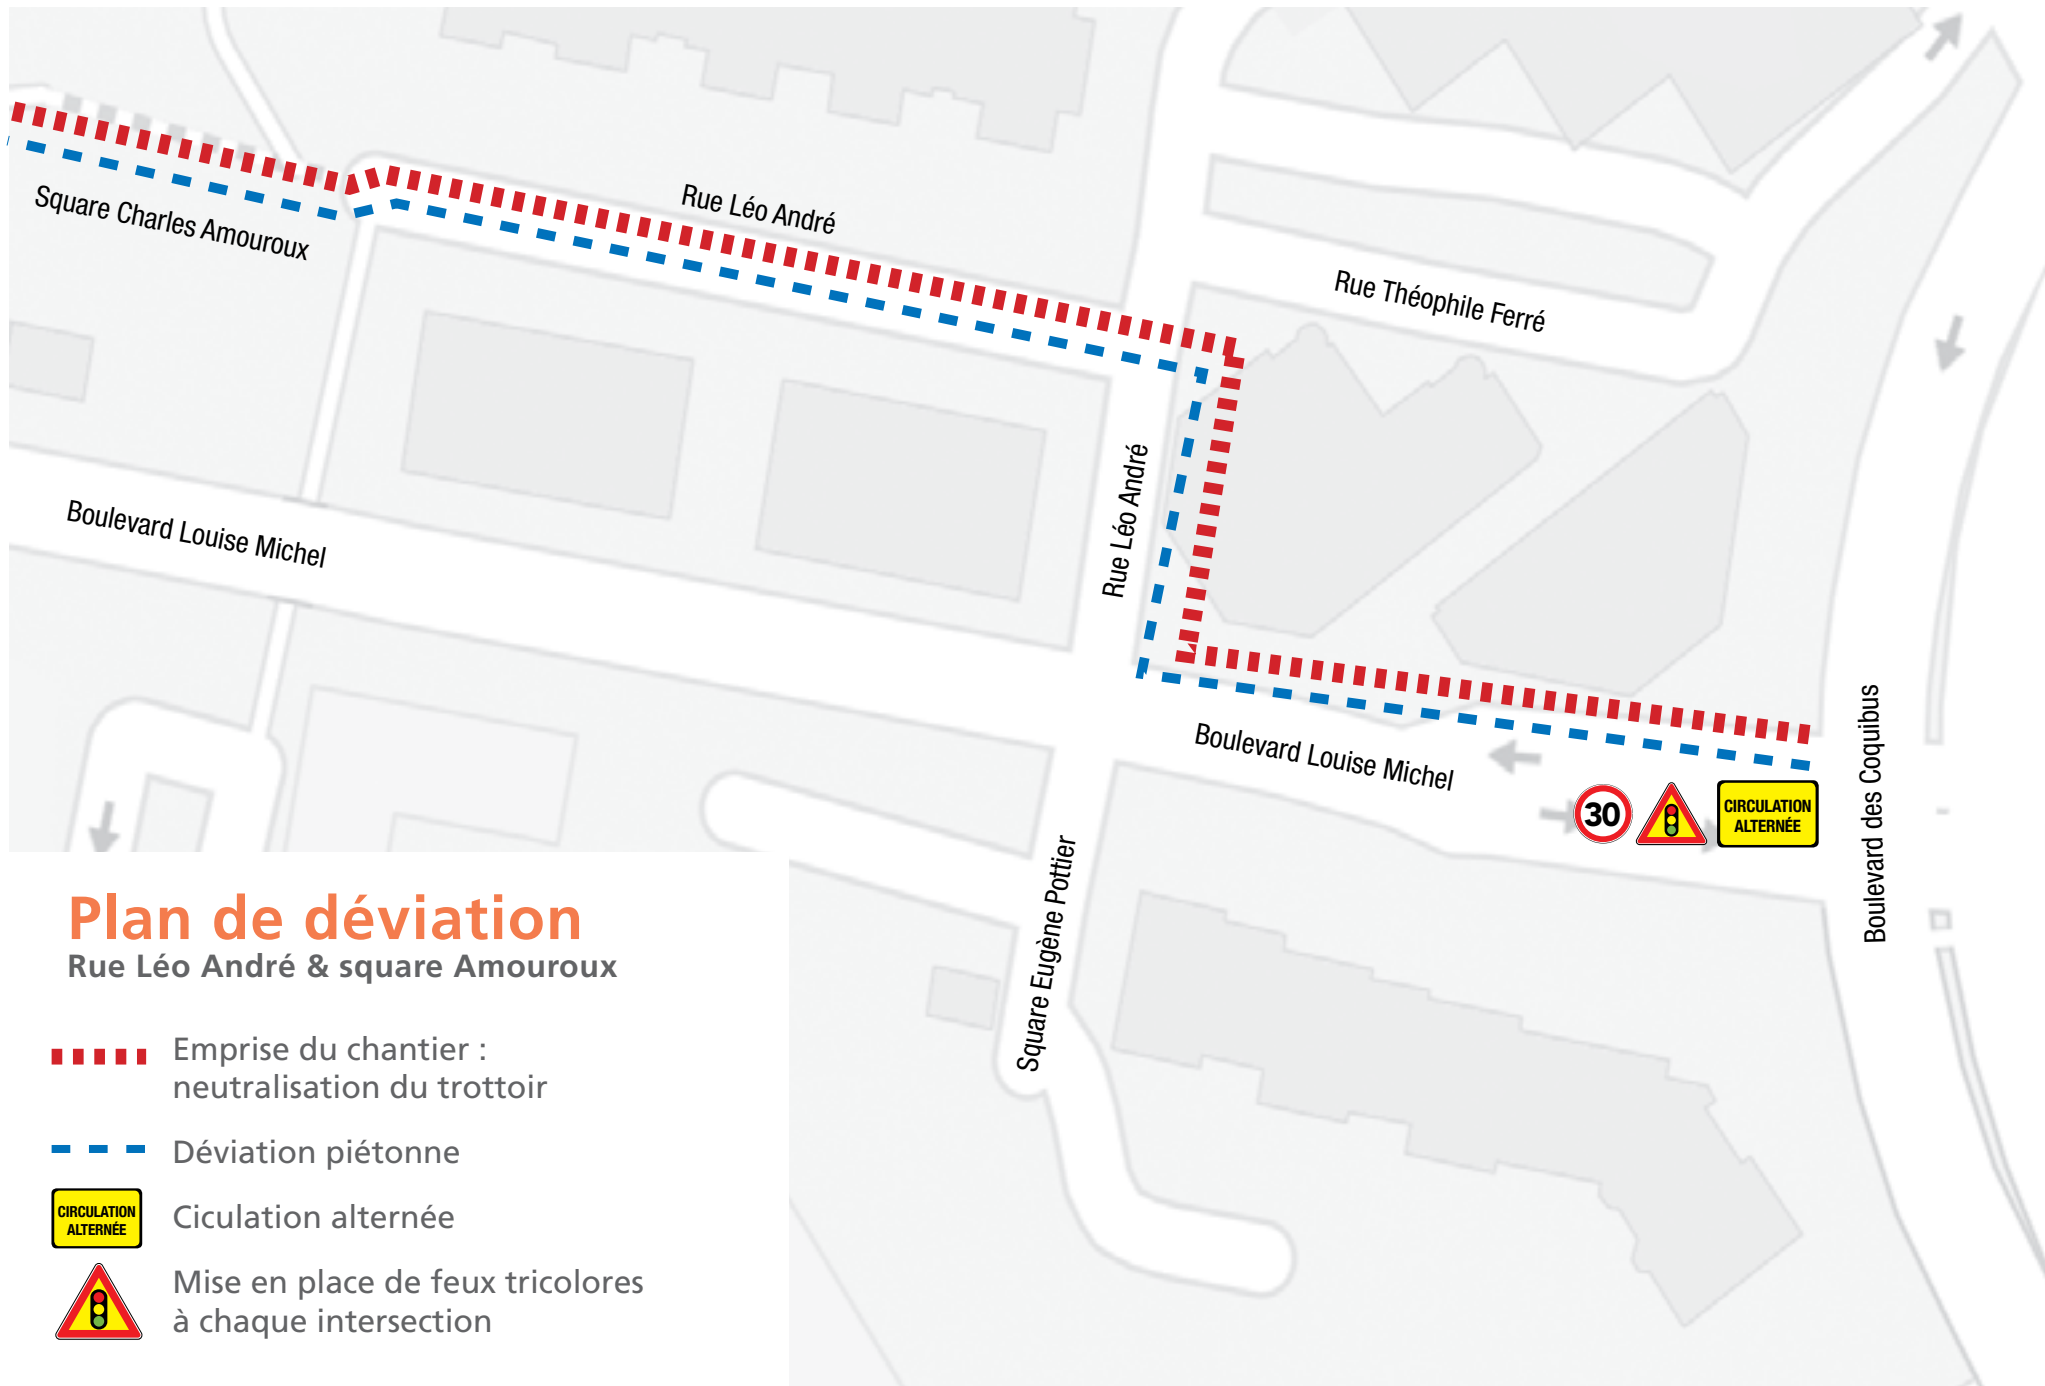 Rue Léo André
Square Charles Amouroux
Rue Théophile Ferré
Rue Léo André
Boulevard Louise Michel
Boulevard Louise Michel
Boulevard des Coquibus
30
CIRCULATION
ALTERNÉE
Square Eugène Pottier
Plan de déviation
Rue Léo André & square Amouroux
Emprise du chantier :
neutralisation du trottoir
Déviation piétonne
CIRCULATION
ALTERNÉE
Ciculation alternée
Mise en place de feux tricolores
à chaque intersection